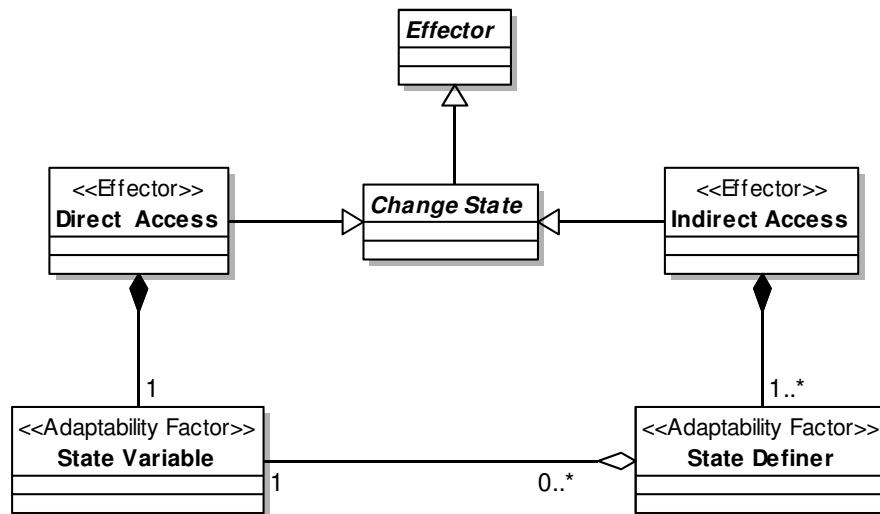 Effector
<<Effector>>
Direct Access
Change State
<<Effector>>
Indirect Access
1
1..*
<<Adaptability Factor>>
State Variable
<<Adaptability Factor>>
State Definer
1
0..*